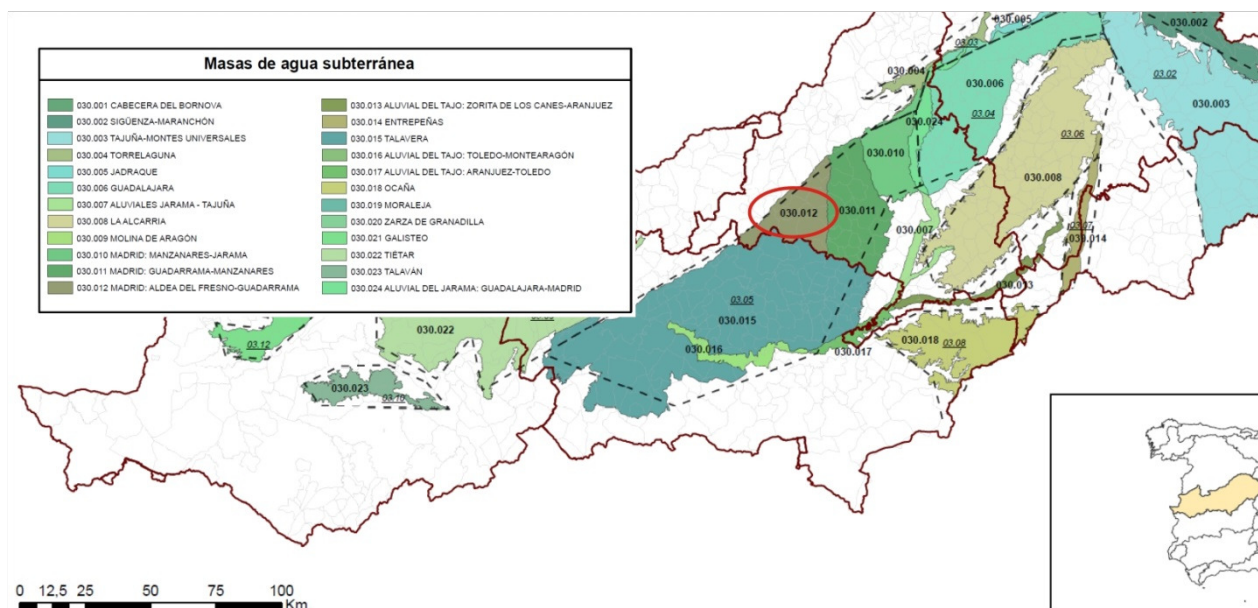 Masas de agua subterránea
030.001 CABECERA DEL BORNOVA
030.002 SIGÜENZA-MARANCHÓN
030.003 TAJUÑA-MONTES UNIVERSALES
030.004 TORRELAGUNA
030.005 JADRAQUE
030.006 GUADALAJARA
030.007 ALUVIALES JARAMA - TAJUÑA
030.008 LA ALCARRIA
030.009 MOLINA DE ARAGÓN
030.010 MADRID: MANZANARES-JARAMA
030.011 MADRID: GUADARRAMA-MANZANARES
030.012 MADRID: ALDEA DEL FRESNO-GUADARRAMA
030.013 ALUVIAL DEL TAJO: ZORITA DE LOS CANES-ARANJUEZ
030.014 ENTREPEÑAS
030.015 TALAVERA
030.016 ALUVIAL DEL TAJO: TOLEDO-MONTEARAGÓN
030.017 ALUVIAL DEL TAJO: ARANJUEZ-TOLEDO
030.018 OCAÑA
030.019 MORALEJA
030.020 ZARZA DE GRANADILLA
030.021 GALISTEO
030.022 TIÉTAR
030.023 TALAVÁN
030.024 ALUVIAL DEL JARAMA: GUADALAJARA-MADRID
030.005
030.002
03.03
030.004
03.02
030.006
030.003
03.04
030.024
03.06
030.010
030.008
030.012
030.011
03.07
030.007
030.014
030.013
03.05
030.015
030.022
03.12
030.016
030.017
030.018
03.08
030.023
03.10
0 12,5 25 50 75 100
Km